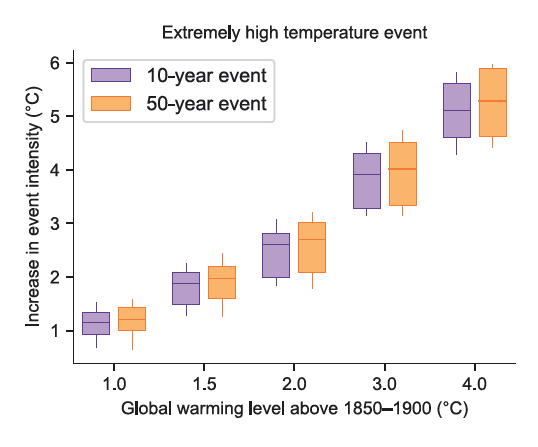 Extremely high temperature event
10-year event
50-year event
Increase in event intensity (°C)
6
5
4
3
2
1
1.0 1.5 2.0 3.0 4.0
Global warming level above 1850–1900 (°C)